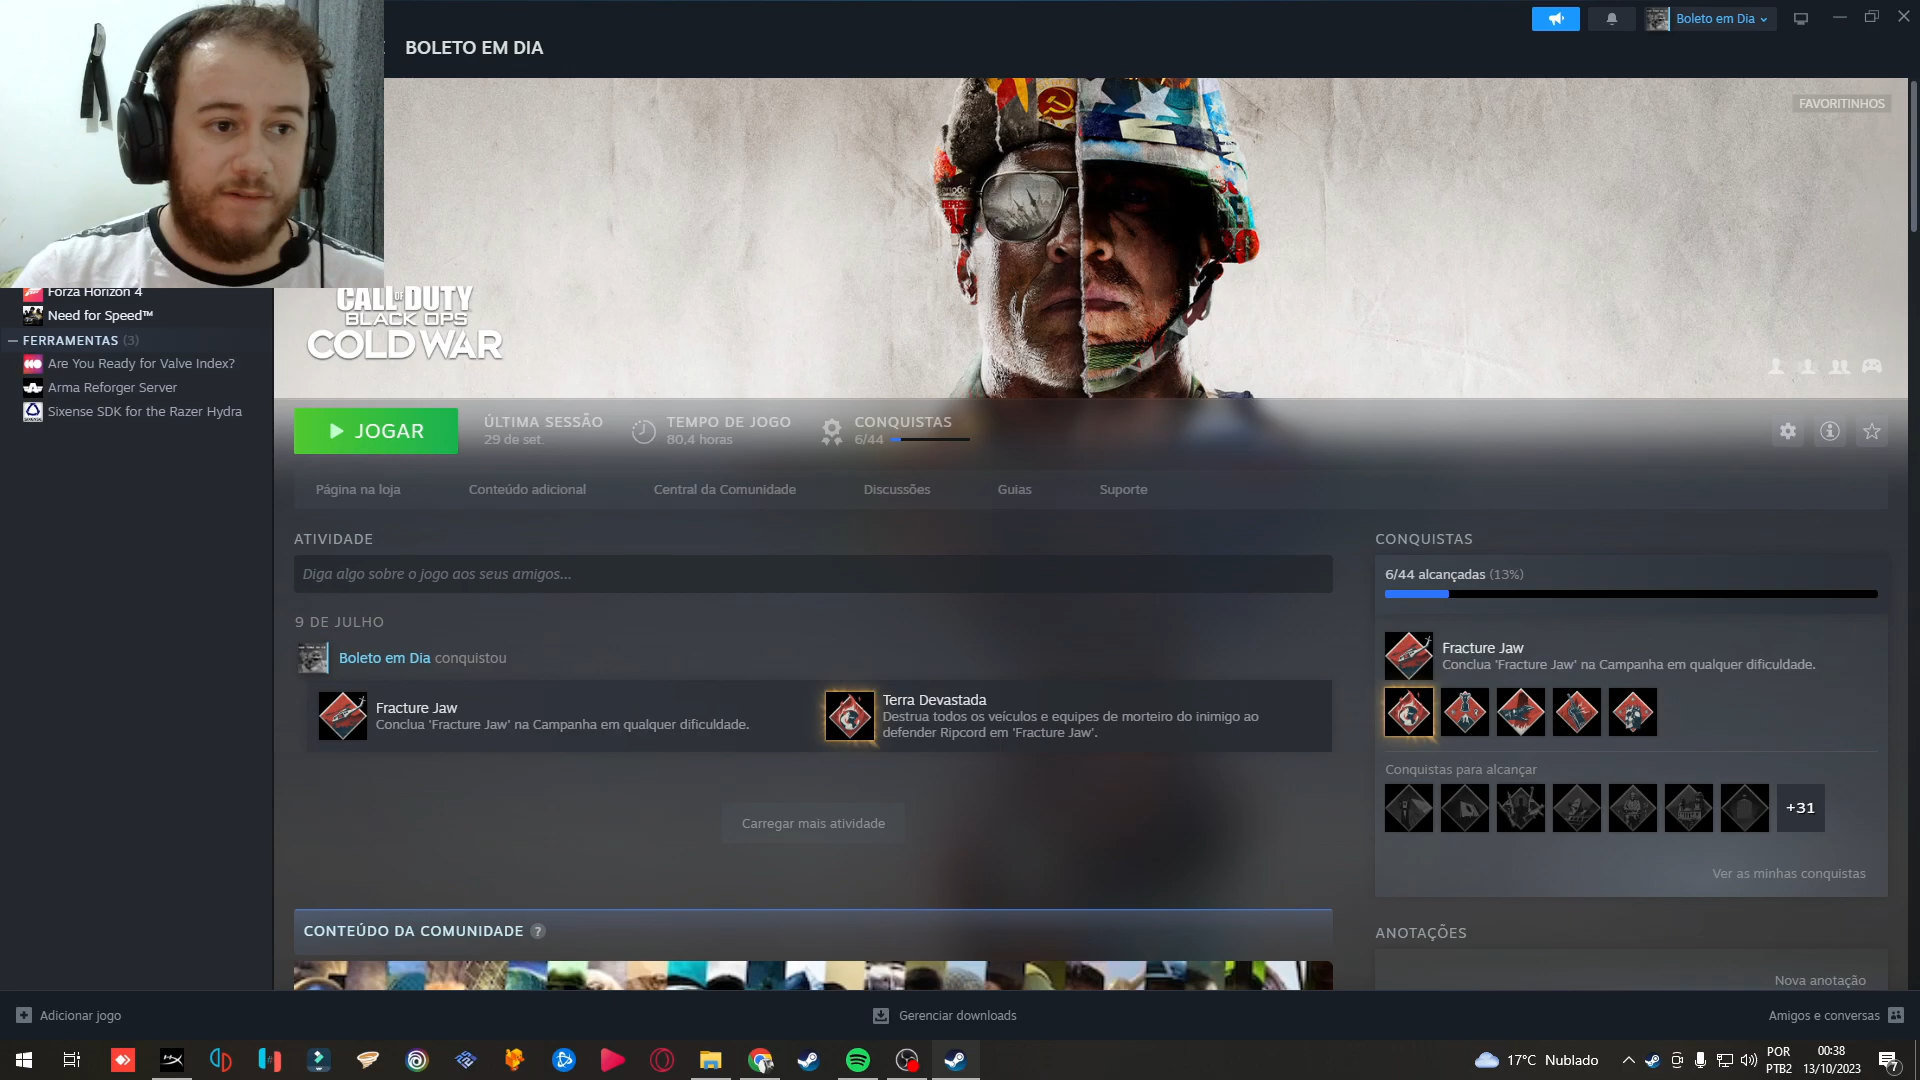 BOLETO EM DIA
Boleto em Dia
FAVORITINHOS
CALL OF DUTY
BLACK OPS
COLD WAR
Forza Horizon 4
Need for Speed™
FERRAMENTAS (3)
Are You Ready for Valve Index?
Arma Reforger Server
Sixense SDK for the Razer Hydra
JOGAR
ÚLTIMA SESSÃO
29 de set.
TEMPO DE JOGO
80,4 horas
CONQUISTAS
6/44
Página na loja
Conteúdo adicional
Central da Comunidade
Discussões
Guias
Suporte
ATIVIDADE
Diga algo sobre o jogo aos seus amigos...
9 DE JULHO
Boleto em Dia conquistou
Fracture Jaw
Conclua 'Fracture Jaw' na Campanha em qualquer dificuldade.
Terra Devastada
Destrua todos os veículos e equipes de morteiro do inimigo ao
defender Ripcord em 'Fracture Jaw'.
Carregar mais atividade
CONTEÚDO DA COMUNIDADE ?
CONQUISTAS
6/44 alcançadas (13%)
Fracture Jaw
Conclua 'Fracture Jaw' na Campanha em qualquer dificuldade.
Conquistas para alcançar
+31
Ver as minhas conquistas
ANOTAÇÕES
Nova anotação
Adicionar jogo
Gerenciar downloads
Amigos e conversas
17°C Nublado
POR
PTB2
00:38
13/10/2023
7